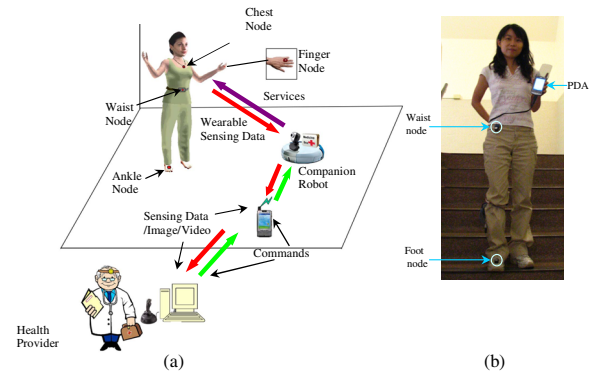 Chest
Node
Finger
Node
Services
Waist
Node
Wearable
Sensing Data
Ankle
Node
Companion
Robot
Sensing Data
/Image/Video
Commands
Health
Provider
(a)
PDA
Waist
node
Foot
node
(b)